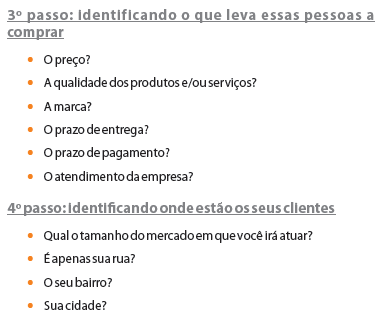 3º passo: identificando o que leva essas pessoas a
comprar
• O preço?
• A qualidade dos produtos e/ou serviços?
• A marca?
• O prazo de entrega?
• O prazo de pagamento?
• O atendimento da empresa?
4º passo: identificando onde estão os seus clientes
• Qual o tamanho do mercado em que você irá atuar?
• É apenas sua rua?
• O seu bairro?
• Sua cidade?